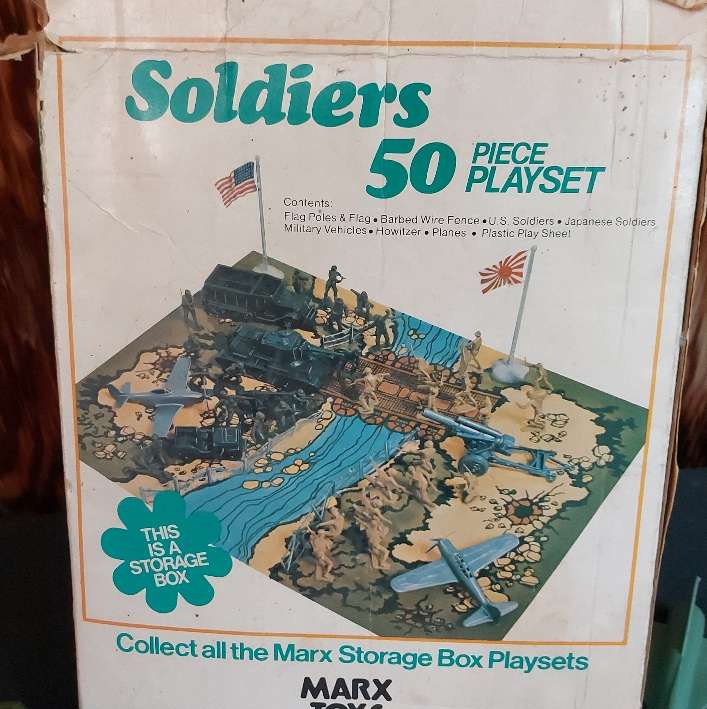 Soldiers
50 PIECE PLAYSET
Contents:
Flag Poles & Flag • Barbed Wire Fence • U.S. Soldiers • Japanese Soldiers
Military Vehicles • Howitzer • Planes • Plastic Play Sheet
THIS
IS A
STORAGE
BOX
Collect all the Marx Storage Box Playsets
MARX
TOYS